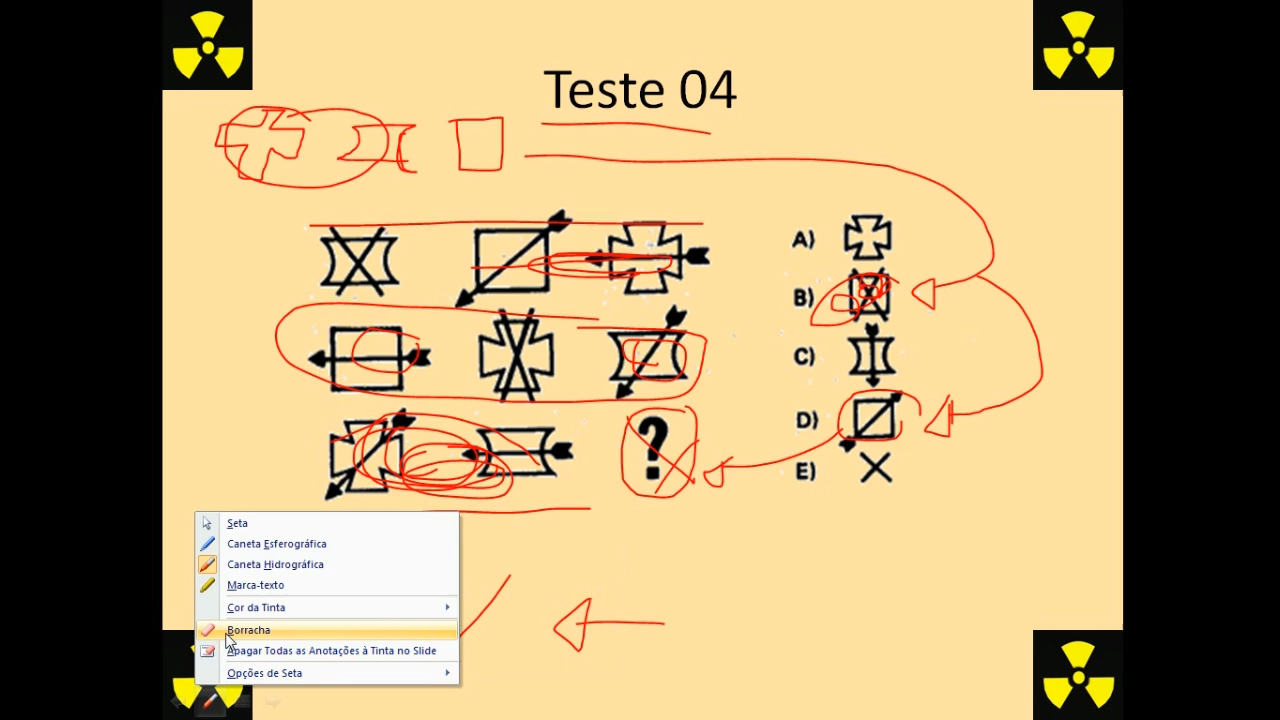 Teste 04
A)
B)
C)
?
D)
E)
Seta
Caneta Esferográfica
Caneta Hidrográfica
Marca-texto
Cor da Tinta
Borracha
Apagar Todas as Anotações à Tinta no Slide
Opções de Seta